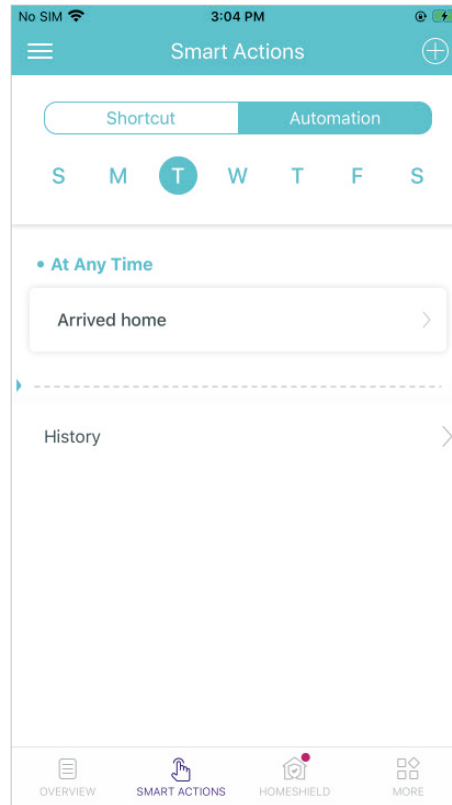 No SIM 3:04 PM
Smart Actions
Shortcut Automation
S M T W T F S
• At Any Time
Arrived home
History
OVERVIEW SMART ACTIONS HOMESHIELD MORE